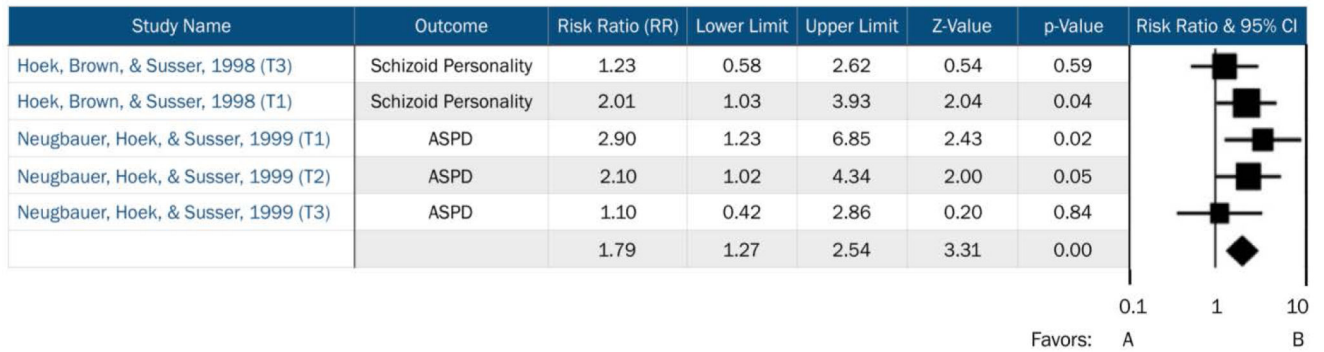 Study Name Outcome Risk Ratio (RR) Lower Limit Upper Limit Z-Value p-Value Risk Ratio & 95% CI
Hoek, Brown, & Susser, 1998 (T3) Schizoid Personality 1.23 0.58 2.62 0.54 0.59
Hoek, Brown, & Susser, 1998 (T1) Schizoid Personality 2.01 1.03 3.93 2.04 0.04
Neugbauer, Hoek, & Susser, 1999 (T1) ASPD 2.90 1.23 6.85 2.43 0.02
Neugbauer, Hoek, & Susser, 1999 (T2) ASPD 2.10 1.02 4.34 2.00 0.05
Neugbauer, Hoek, & Susser, 1999 (T3) ASPD 1.10 0.42 2.86 0.20 0.84
1.79 1.27 2.54 3.31 0.00
0.1 1 10
Favors: A B